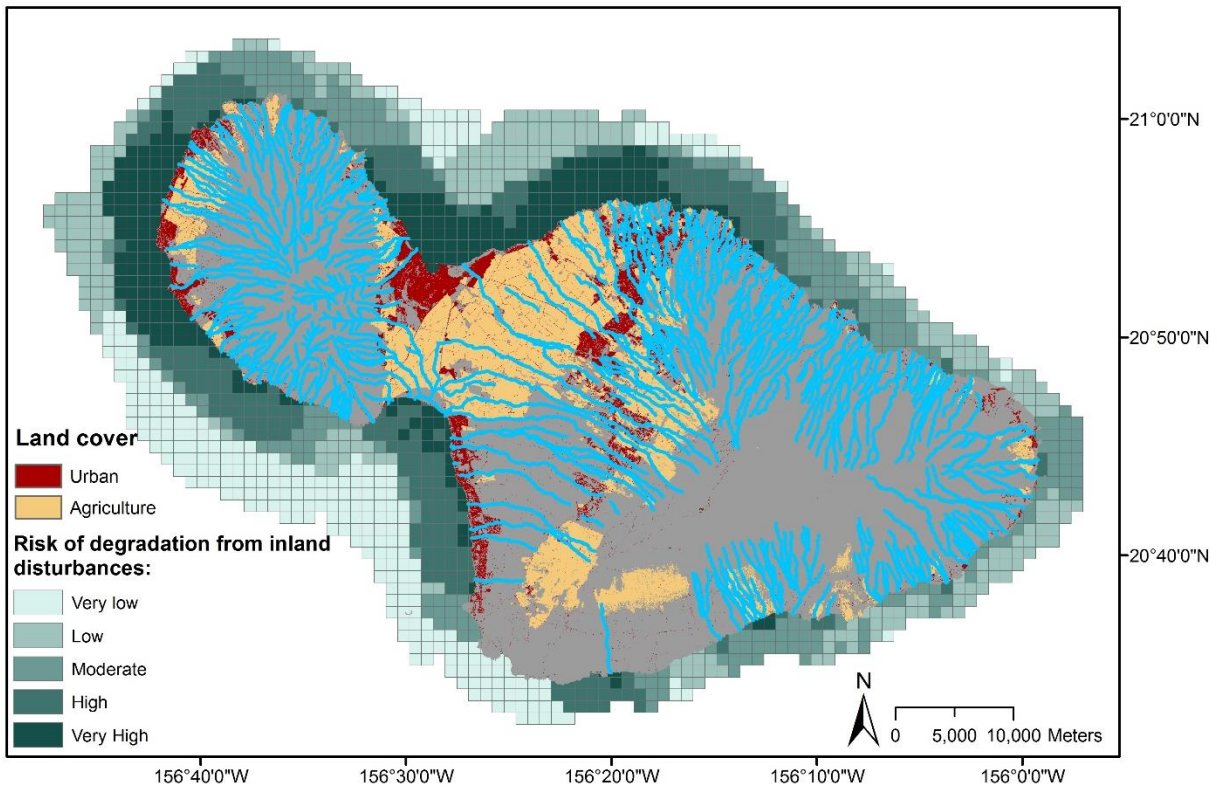 21°0'0"N
20°50'0"N
20°40'0"N
Land cover
Urban
Agriculture
Risk of degradation from inland
disturbances:
Very low
Low
Moderate
High
Very High
N
0 5,000 10,000 Meters
156°40'0"W 156°30'0"W 156°20'0"W 156°10'0"W 156°0'0"W